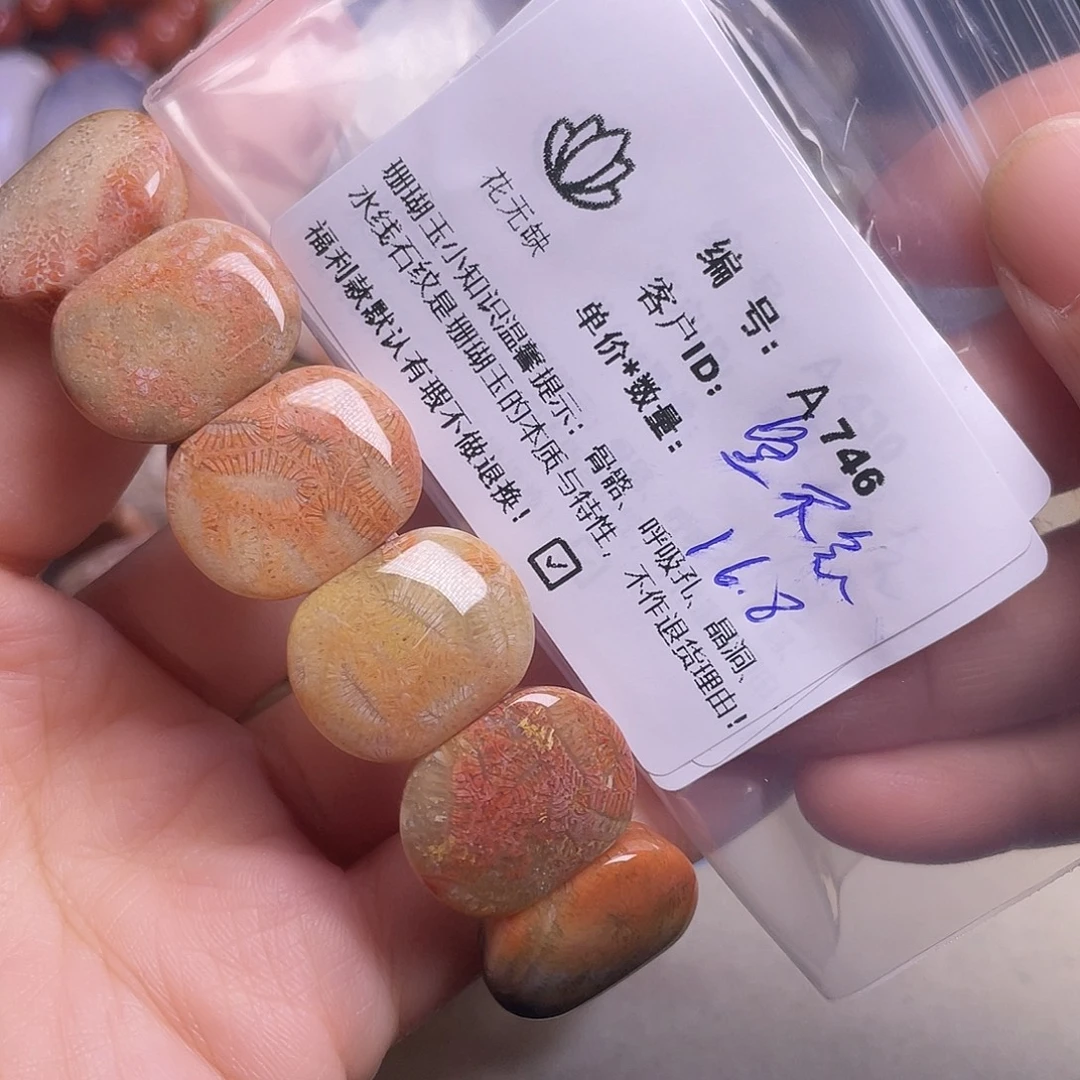 花无缺
编 号：A746
客户ID：
单价*数量：16.8
珊瑚玉小知识温馨提示：骨骼、呼吸孔、晶洞、
水线石纹是珊瑚玉的本质与特性，不作退货理由！
福利款默认有瑕不做退换！ ☑